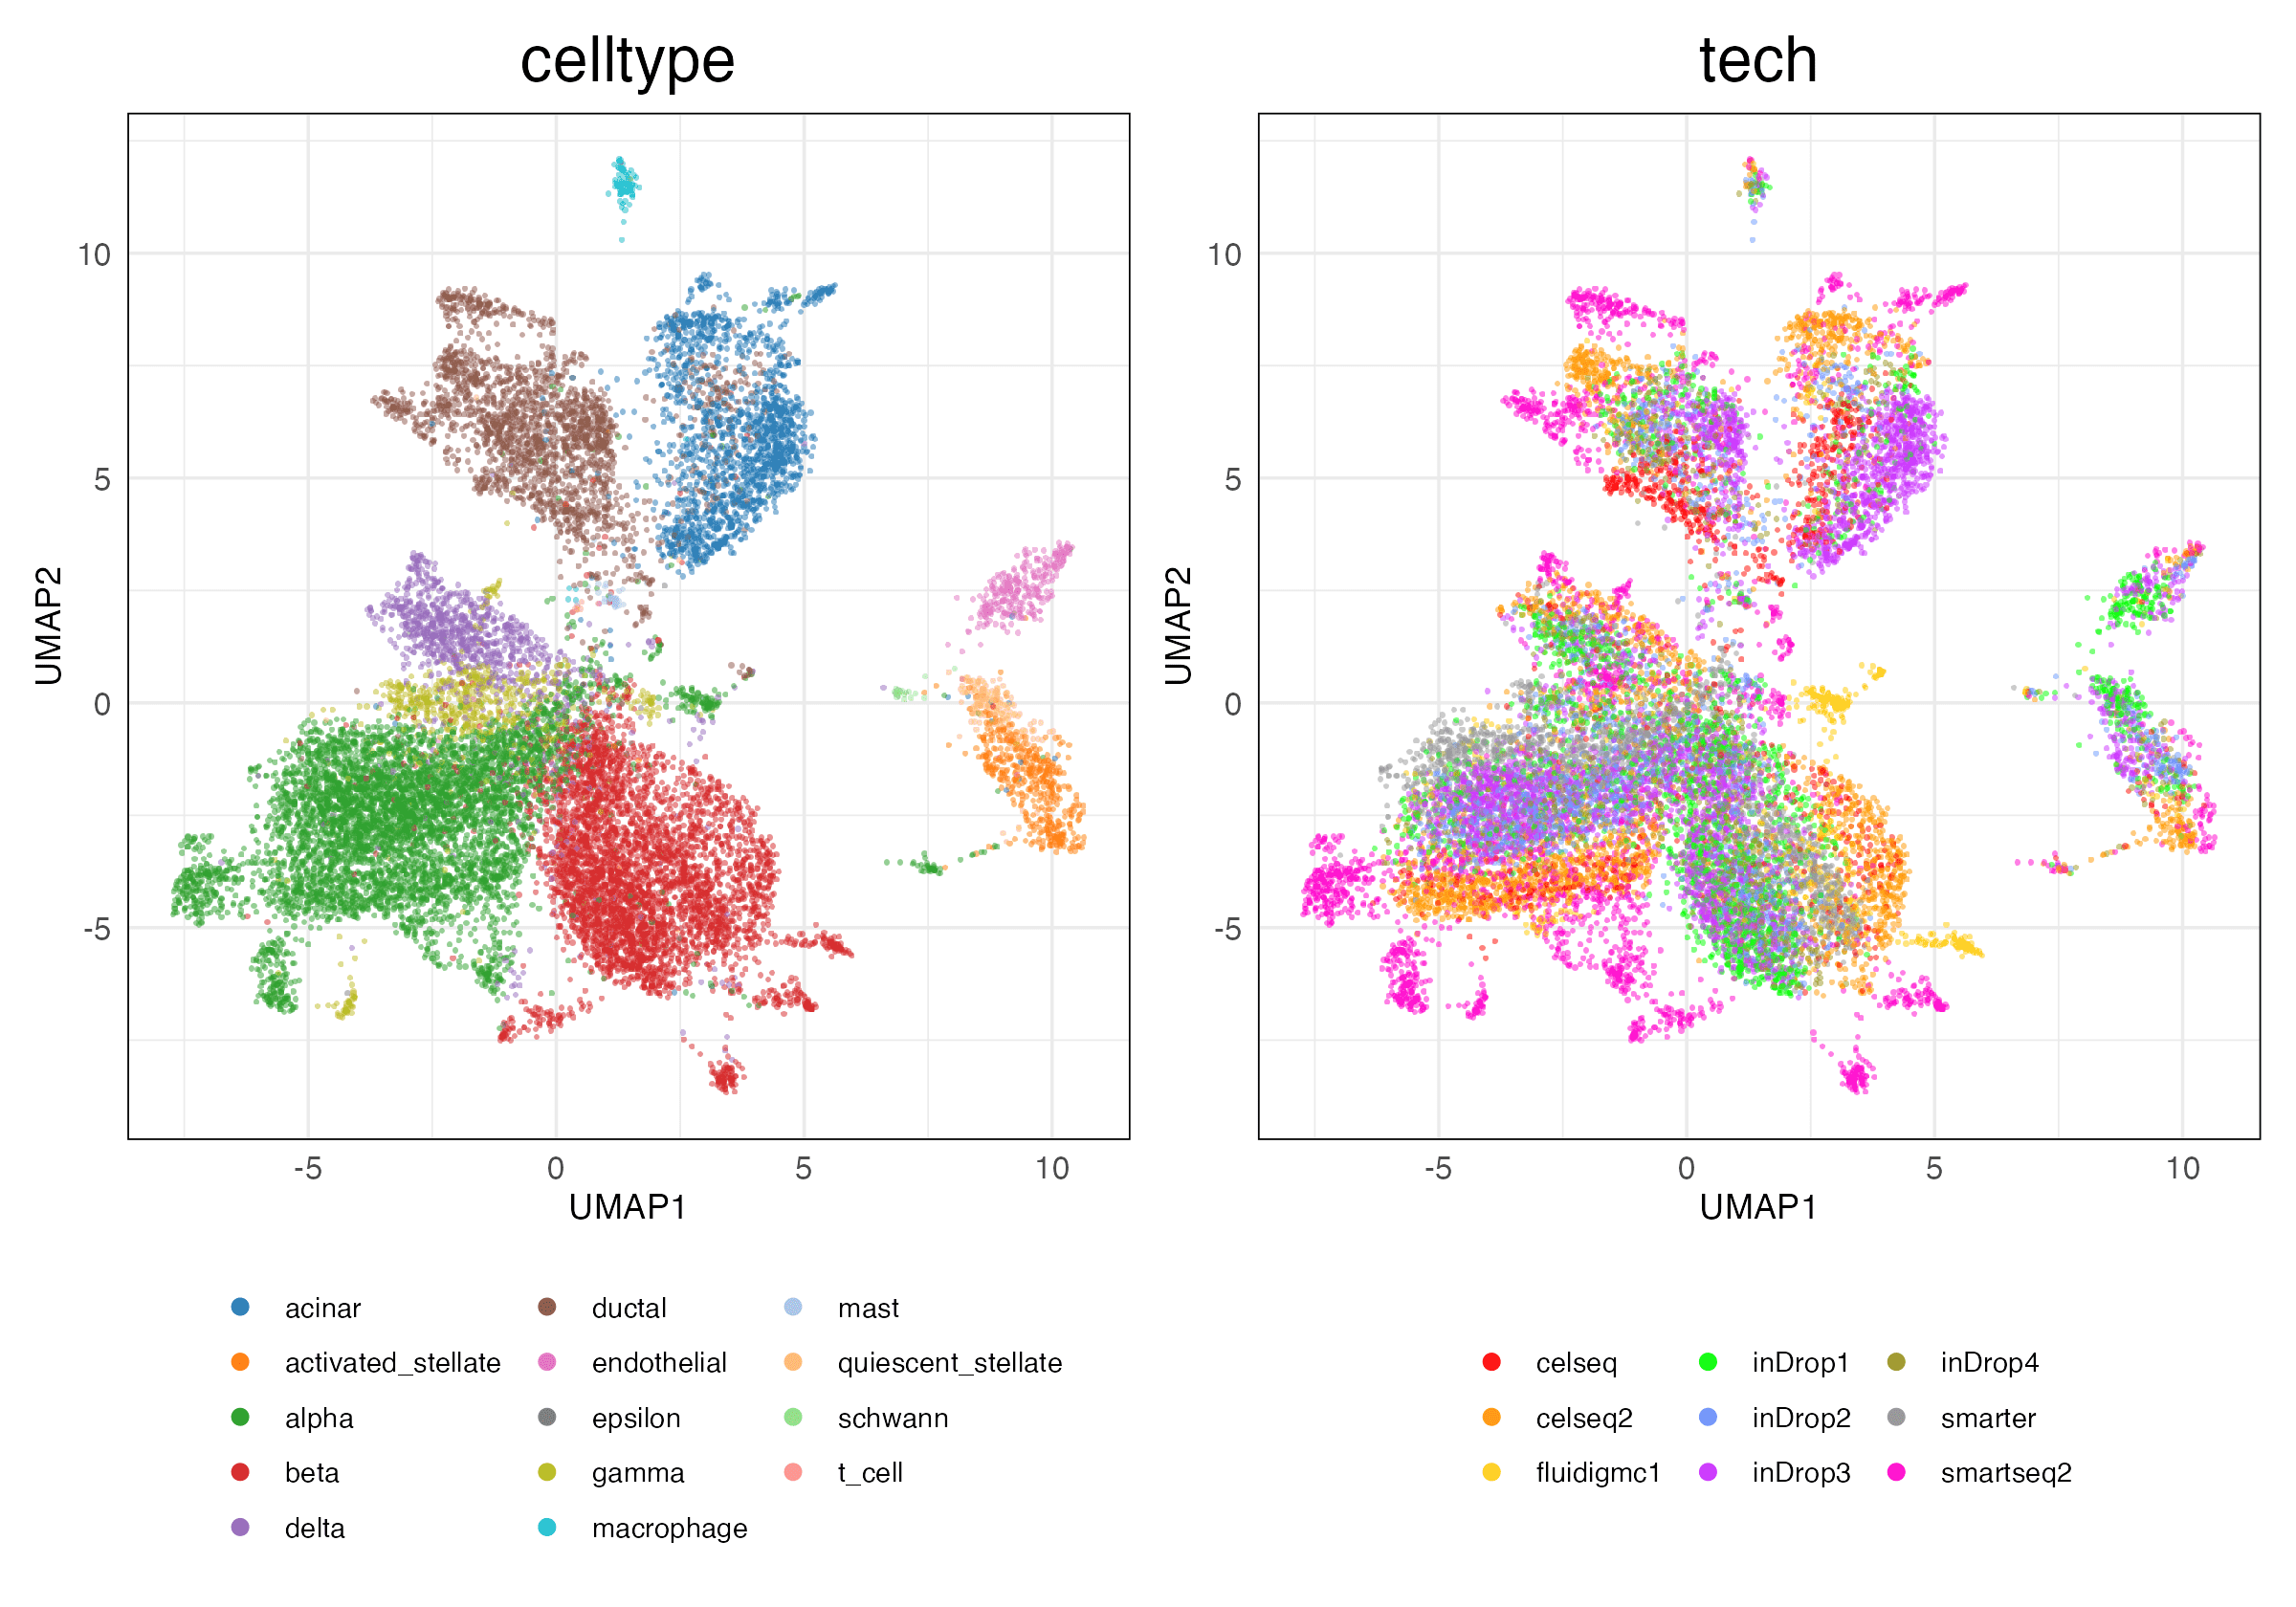 celltype
tech
10
5
0
-5
UMAP2
-5 0 5 10
UMAP1
10
5
0
-5
UMAP2
-5 0 5 10
UMAP1
acinar ductal mast
activated_stellate endothelial quiescent_stellate
alpha epsilon schwann
beta gamma t_cell
delta macrophage
celseq inDrop1 inDrop4
celseq2 inDrop2 smarter
fluidigmc1 inDrop3 smartseq2